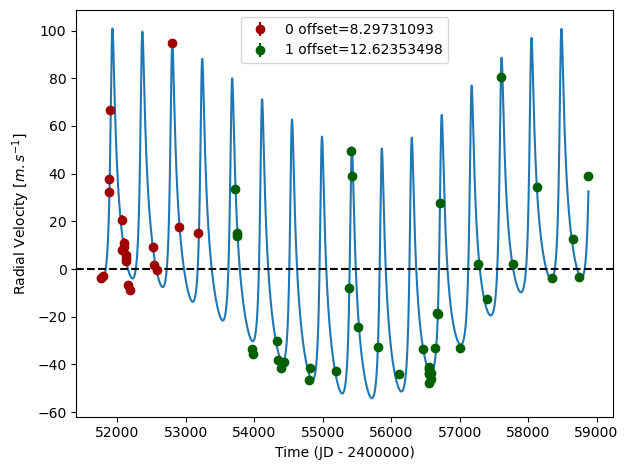 0 offset=8.29731093
1 offset=12.62353498
Radial Velocity [m.s⁻¹]
100
80
60
40
20
0
−20
−40
−60
52000 53000 54000 55000 56000 57000 58000 59000
Time (JD - 2400000)